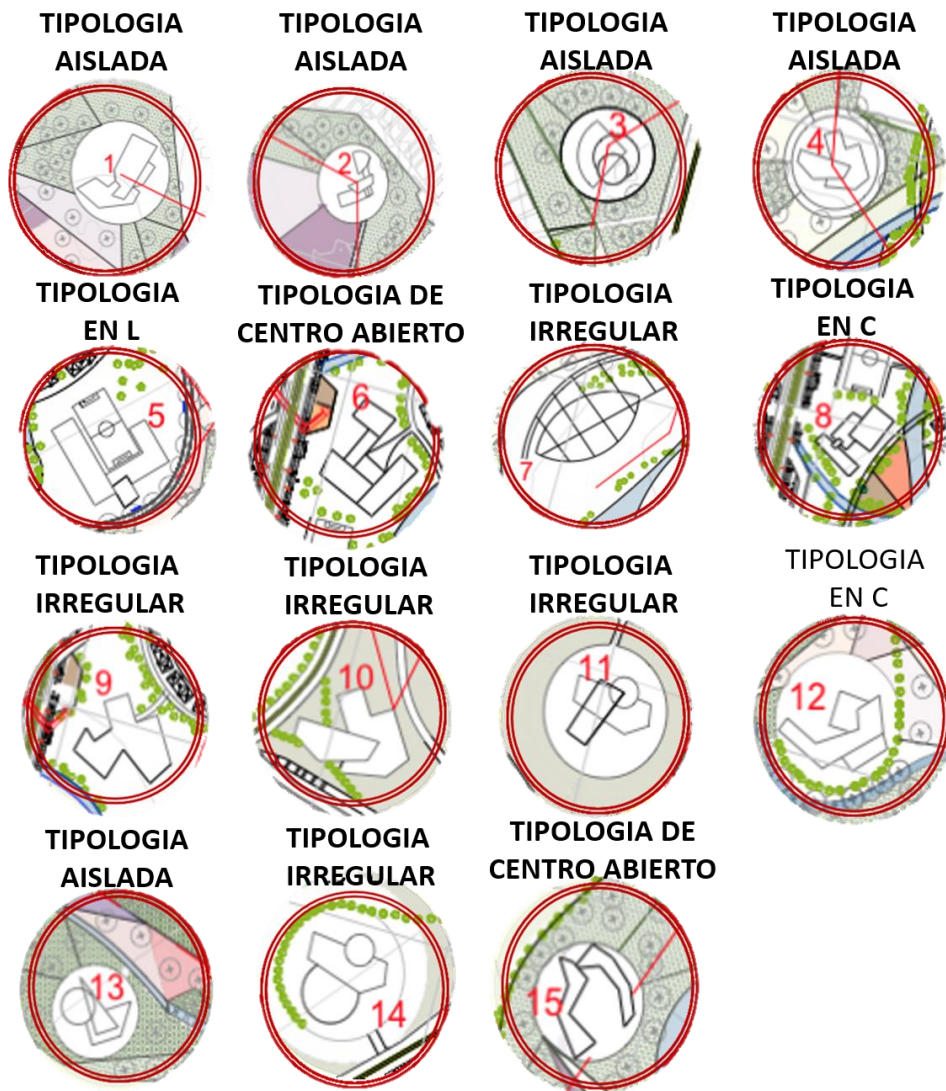 TIPOLOGIA
AISLADA
1
TIPOLOGIA
AISLADA
2
TIPOLOGIA
AISLADA
3
TIPOLOGIA
AISLADA
4
TIPOLOGIA
EN L
5
TIPOLOGIA DE
CENTRO ABIERTO
6
TIPOLOGIA
IRREGULAR
7
TIPOLOGIA
EN C
8
TIPOLOGIA
IRREGULAR
9
TIPOLOGIA
IRREGULAR
10
TIPOLOGIA
IRREGULAR
11
TIPOLOGIA
EN C
12
TIPOLOGIA
AISLADA
13
TIPOLOGIA
IRREGULAR
14
TIPOLOGIA DE
CENTRO ABIERTO
15